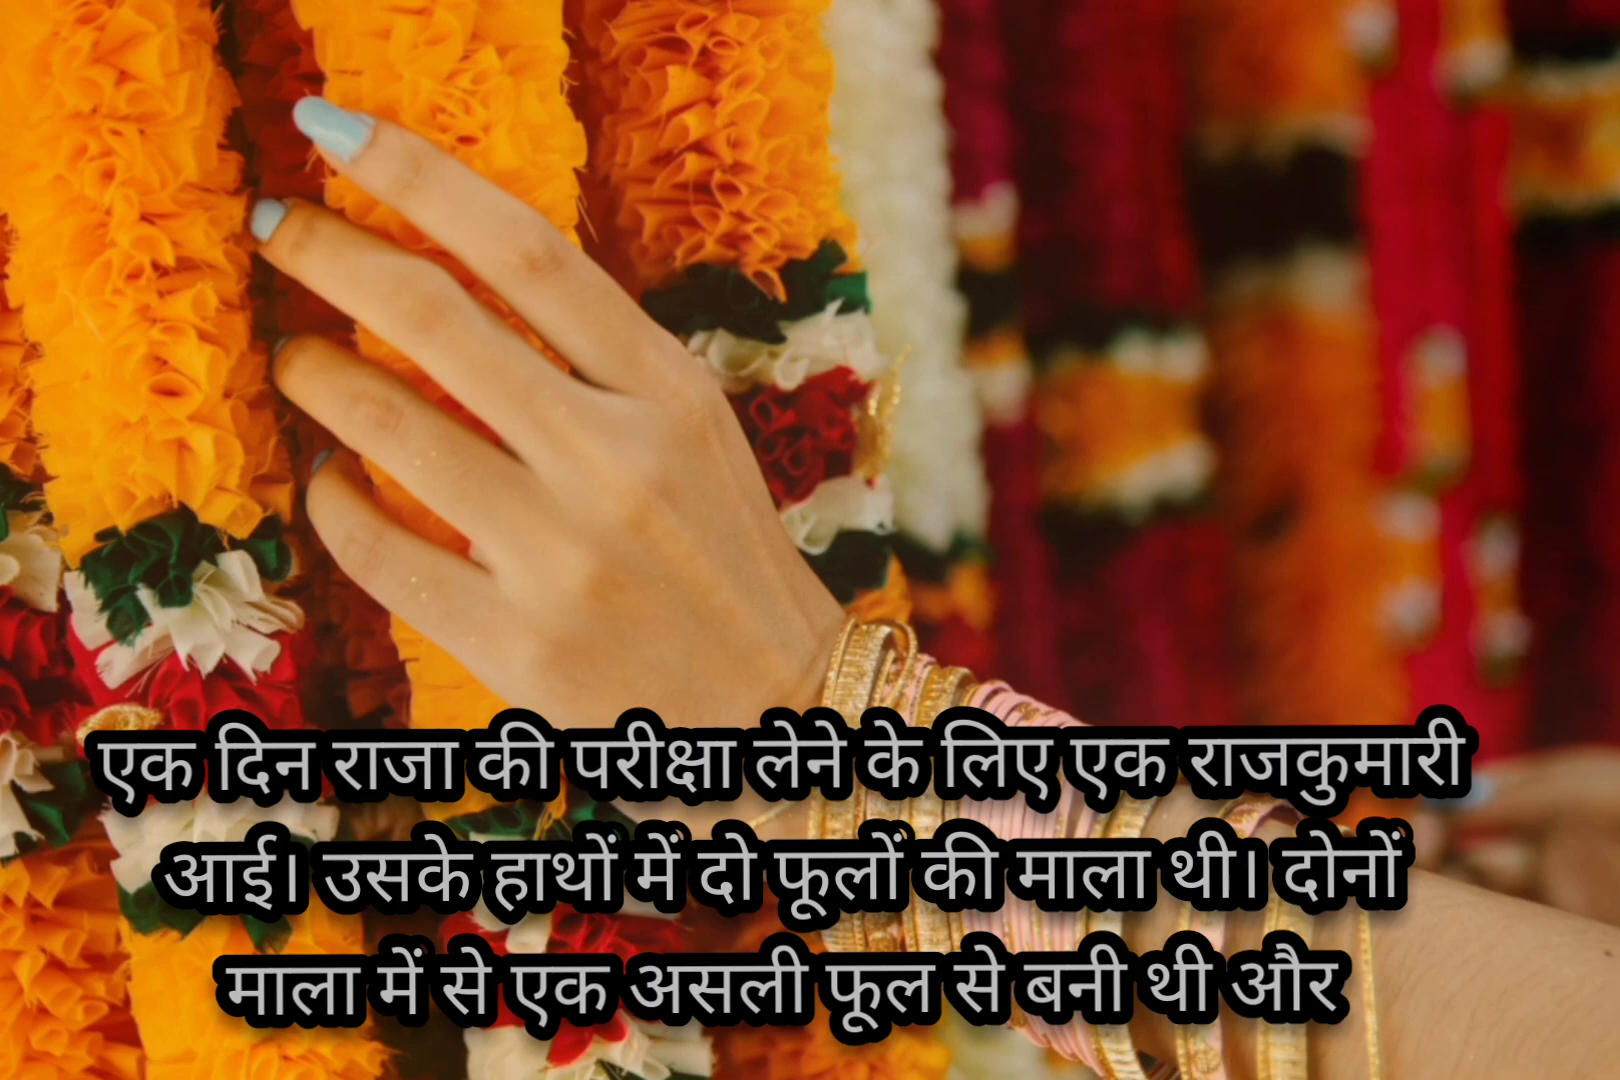 एक दिन राजा की परीक्षा लेने के लिए एक राजकुमारी
आई। उसके हाथों में दो फूलों की माला थी। दोनों
माला में से एक असली फूल से बनी थी और